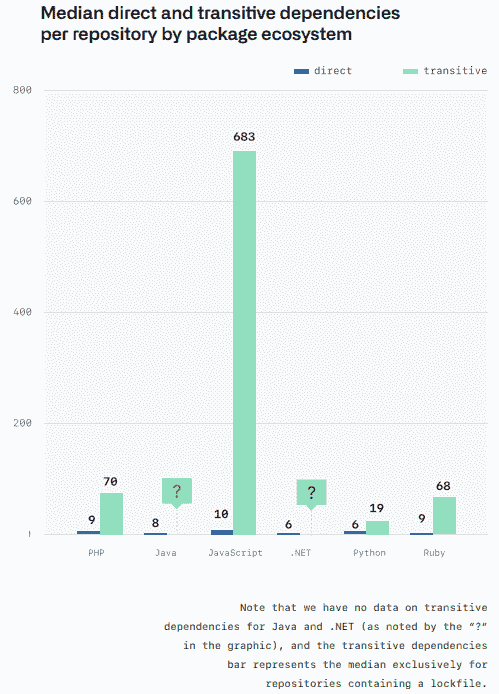 Median direct and transitive dependencies
per repository by package ecosystem
direct
transitive
800
683
600
400
200
?
?
70
68
9
8
10
6
6
19
9
PHP
Java
JavaScript
.NET
Python
Ruby
Note that we have no data on transitive
dependencies for Java and .NET (as noted by the "?"
in the graphic), and the transitive dependencies
bar represents the median exclusively for
repositories containing a lockfile.